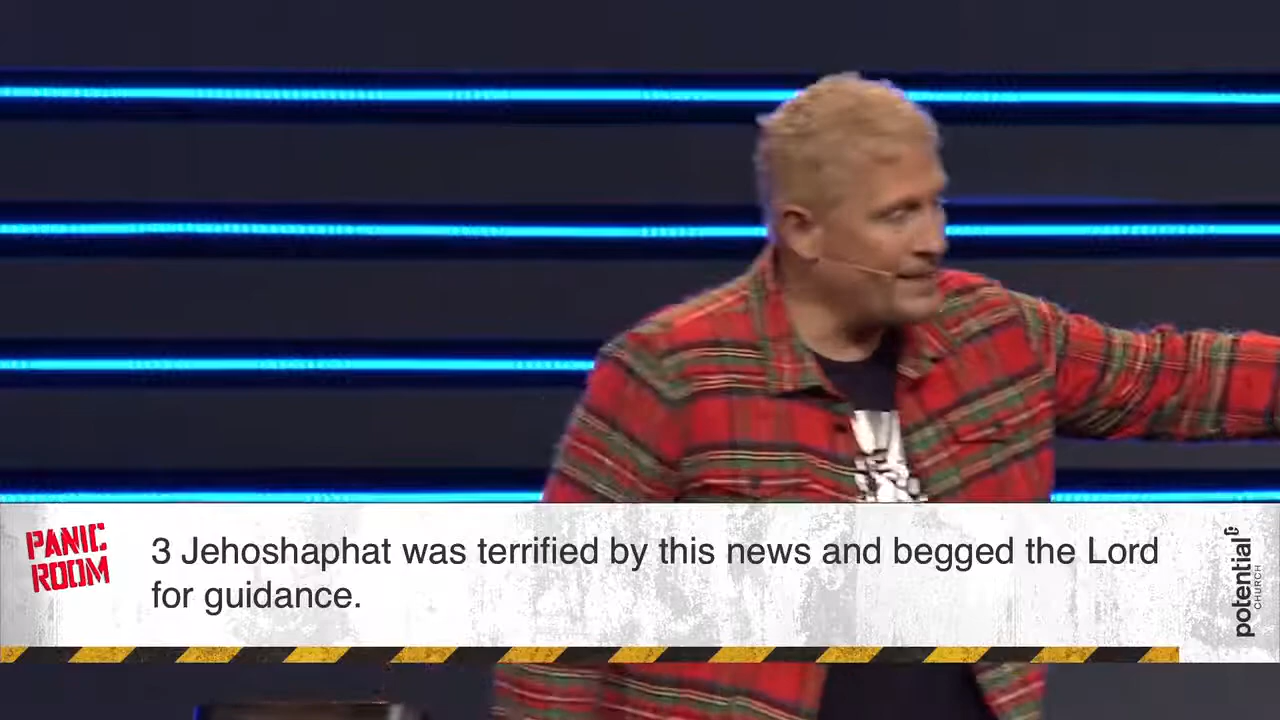 PANIC
ROOM
3 Jehoshaphat was terrified by this news and begged the Lord
for guidance.
potential
CHURCH